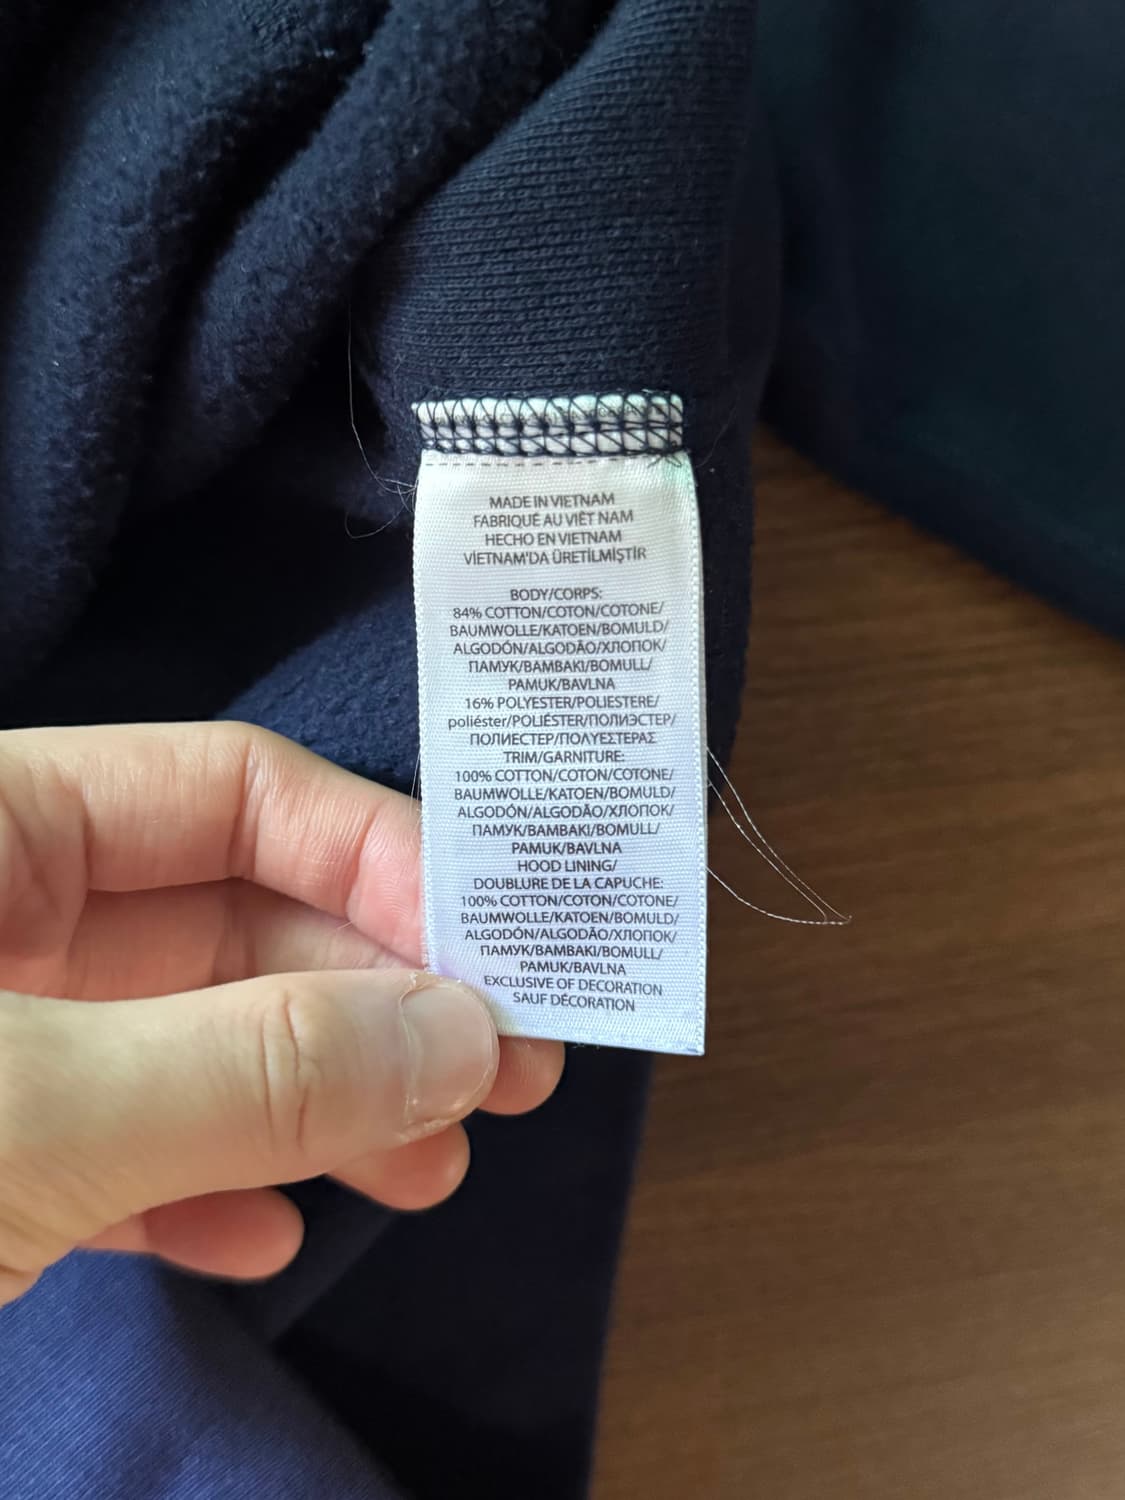 MADE IN VIETNAM
FABRIQUÉ AU VIÊT NAM
HECHO EN VIETNAM
VİETNAM'DA ÜRETİLMİŞTİR
BODY/CORPS:
84% COTTON/COTON/COTONE/
BAUMWOLLE/KATOEN/BOMULD/
ALGODÓN/ALGODÃO/ХЛОПОК/
ПАМУК/ΒΑΜΒΑΚΙ/BOMULL/
PAMUK/BAVLNA
16% POLYESTER/POLIESTERE/
poliéster/POLIÉSTER/ПОЛИЭСТЕР/
ПОЛИЕСТЕР/ΠΟΛΥΕΣΤΕΡΑΣ
TRIM/GARNITURE:
100% COTTON/COTON/COTONE/
BAUMWOLLE/KATOEN/BOMULD/
ALGODÓN/ALGODÃO/ХЛОПОК/
ПАМУК/ΒΑΜΒΑΚΙ/BOMULL/
PAMUK/BAVLNA
HOOD LINING/
DOUBLURE DE LA CAPUCHE:
100% COTTON/COTON/COTONE/
BAUMWOLLE/KATOEN/BOMULD/
ALGODÓN/ALGODÃO/ХЛОПОК/
ПАМУК/ΒΑΜΒΑΚΙ/BOMULL/
PAMUK/BAVLNA
EXCLUSIVE OF DECORATION
SAUF DÉCORATION